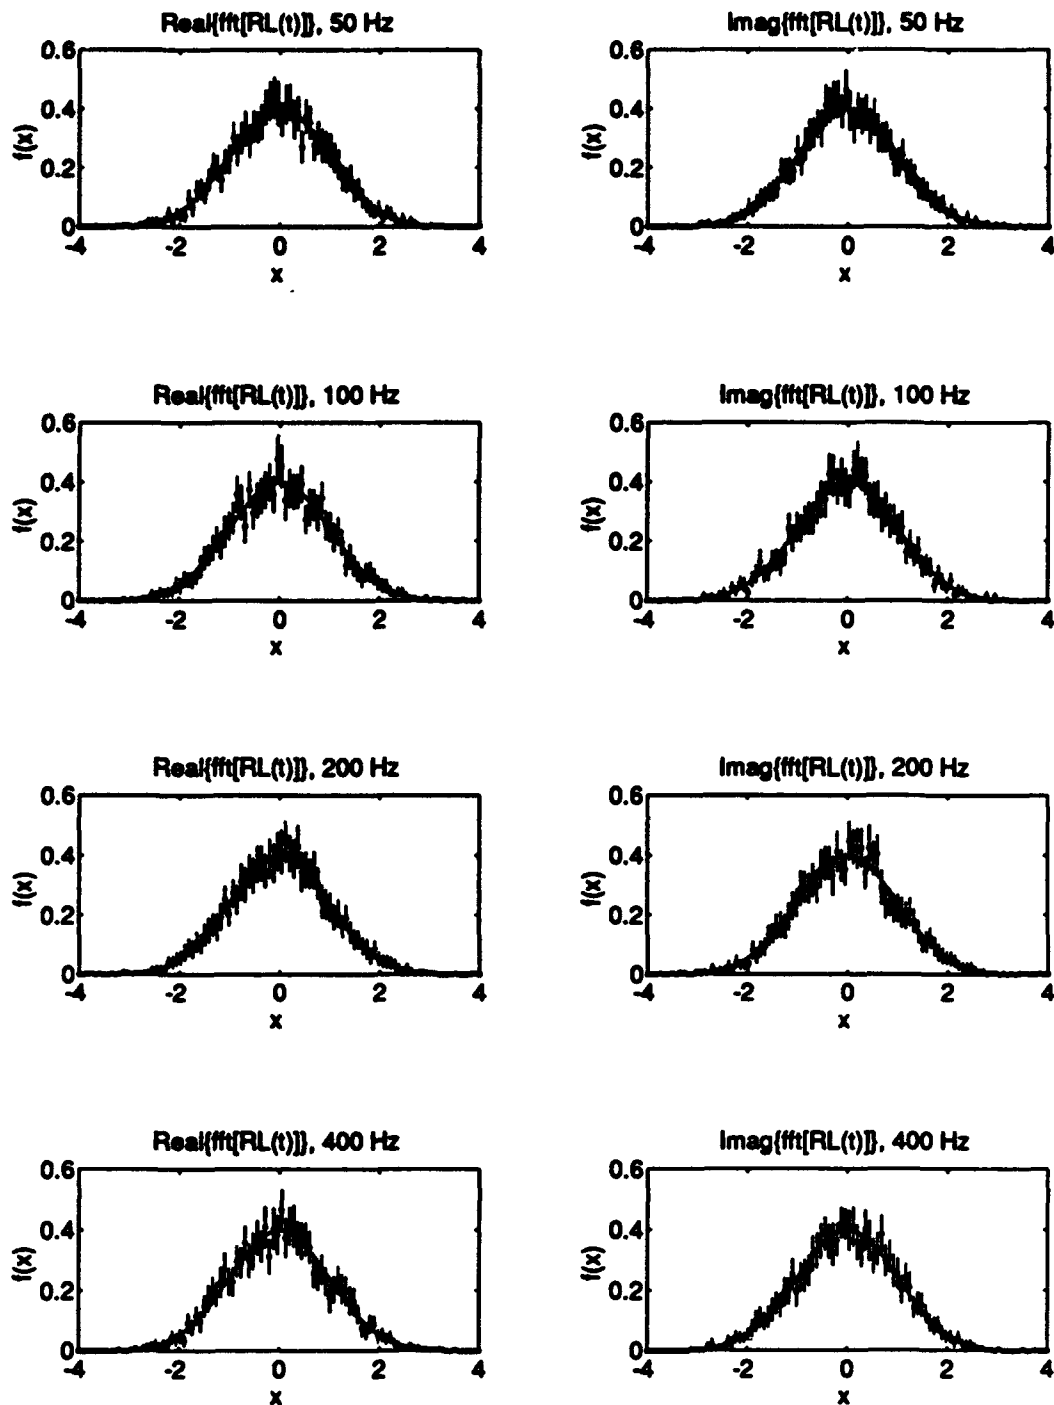 Real{fft[RL(t)]}, 50 Hz
0.6
0.4
0.2
0
f(x)
-4 -2 0 2 4
x
Imag{fft[RL(t)]}, 50 Hz
0.6
0.4
0.2
0
f(x)
-4 -2 0 2 4
x
Real{fft[RL(t)]}, 100 Hz
0.6
0.4
0.2
0
f(x)
-4 -2 0 2 4
x
Imag{fft[RL(t)]}, 100 Hz
0.6
0.4
0.2
0
f(x)
-4 -2 0 2 4
x
Real{fft[RL(t)]}, 200 Hz
0.6
0.4
0.2
0
f(x)
-4 -2 0 2 4
x
Imag{fft[RL(t)]}, 200 Hz
0.6
0.4
0.2
0
f(x)
-4 -2 0 2 4
x
Real{fft[RL(t)]}, 400 Hz
0.6
0.4
0.2
0
f(x)
-4 -2 0 2 4
x
Imag{fft[RL(t)]}, 400 Hz
0.6
0.4
0.2
0
f(x)
-4 -2 0 2 4
x